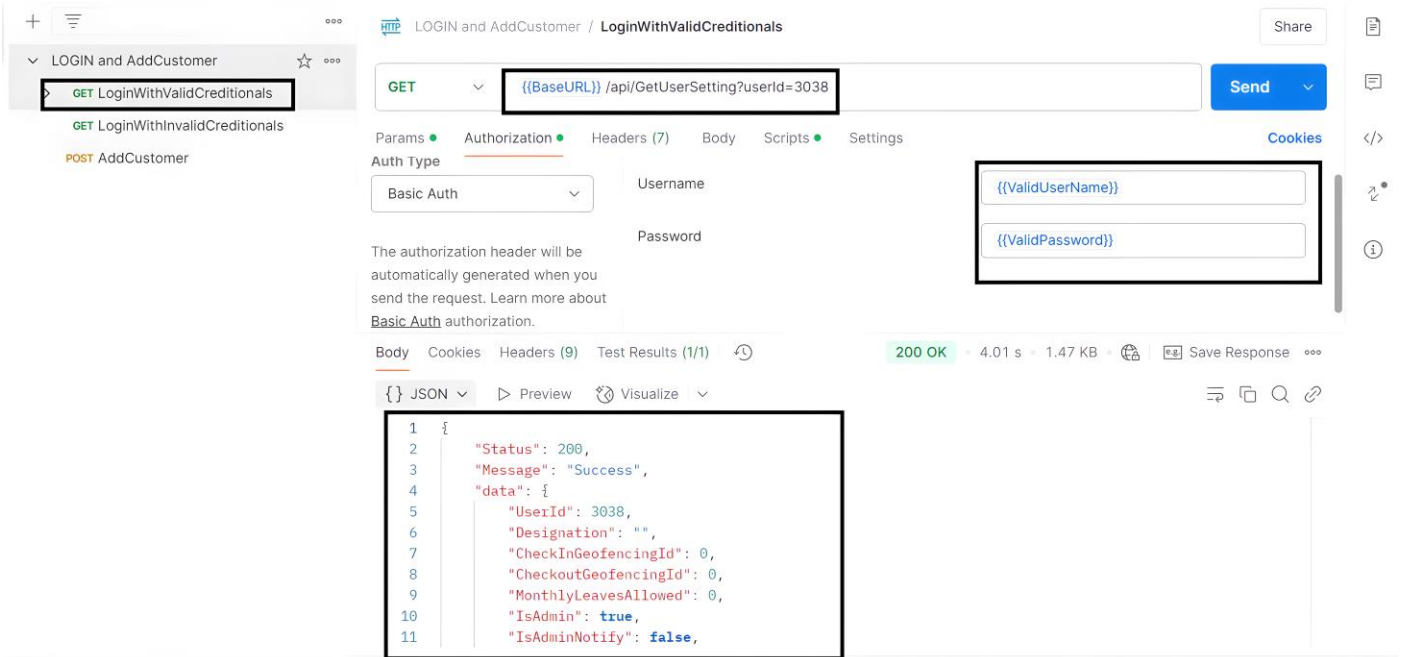 LOGIN and AddCustomer
GET LoginWithValidCreditionals
GET LoginWithInvalidCreditionals
POST AddCustomer
HTTP LOGIN and AddCustomer / LoginWithValidCreditionals
Share
GET {{BaseURL}} /api/GetUserSetting?userId=3038
Send
Params Authorization Headers (7) Body Scripts Settings
Cookies
Auth Type
Basic Auth
The authorization header will be
automatically generated when you
send the request. Learn more about
Basic Auth authorization.
Username {{ValidUserName}}
Password {{ValidPassword}}
Body Cookies Headers (9) Test Results (1/1)
200 OK 4.01 s 1.47 KB e.g. Save Response
{} JSON Preview Visualize
1 {
2 "Status": 200,
3 "Message": "Success",
4 "data": {
5 "UserId": 3038,
6 "Designation": "",
7 "CheckInGeofencingId": 0,
8 "CheckoutGeofencingId": 0,
9 "MonthlyLeavesAllowed": 0,
10 "IsAdmin": true,
11 "IsAdminNotify": false,